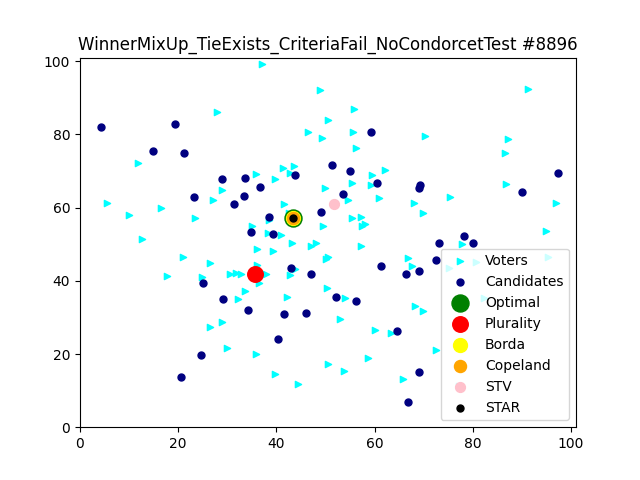 WinnerMixUp_TieExists_CriteriaFail_NoCondorcetTest #8896
100
80
60
40
20
0
0 20 40 60 80 100
Voters
Candidates
Optimal
Plurality
Borda
Copeland
STV
STAR